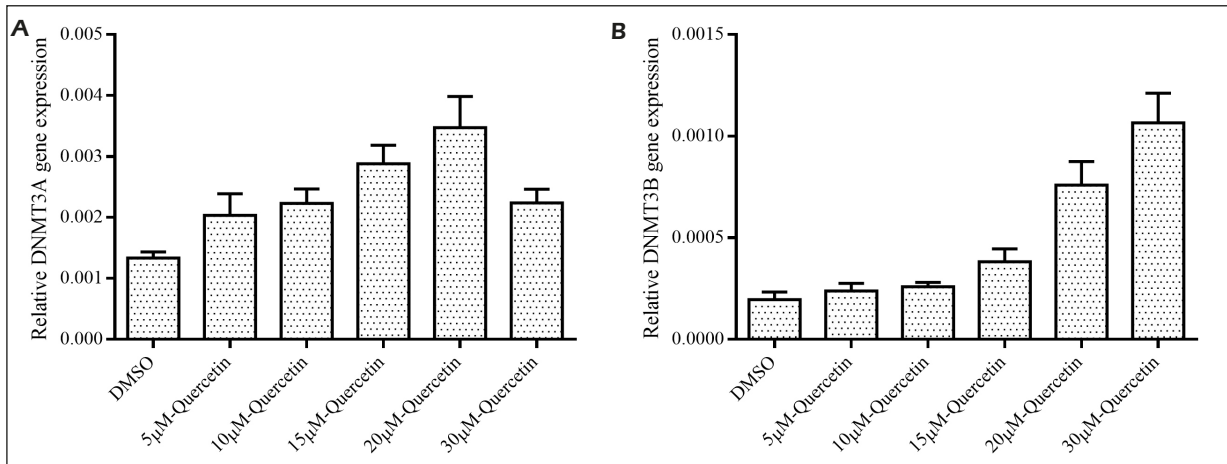 A
Relative DNMT3A gene expression
0.005
0.004
0.003
0.002
0.001
0.000
DMSO
5µM-Quercetin
10µM-Quercetin
15µM-Quercetin
20µM-Quercetin
30µM-Quercetin
B
Relative DNMT3B gene expression
0.0015
0.0010
0.0005
0.0000
DMSO
5µM-Quercetin
10µM-Quercetin
15µM-Quercetin
20µM-Quercetin
30µM-Quercetin